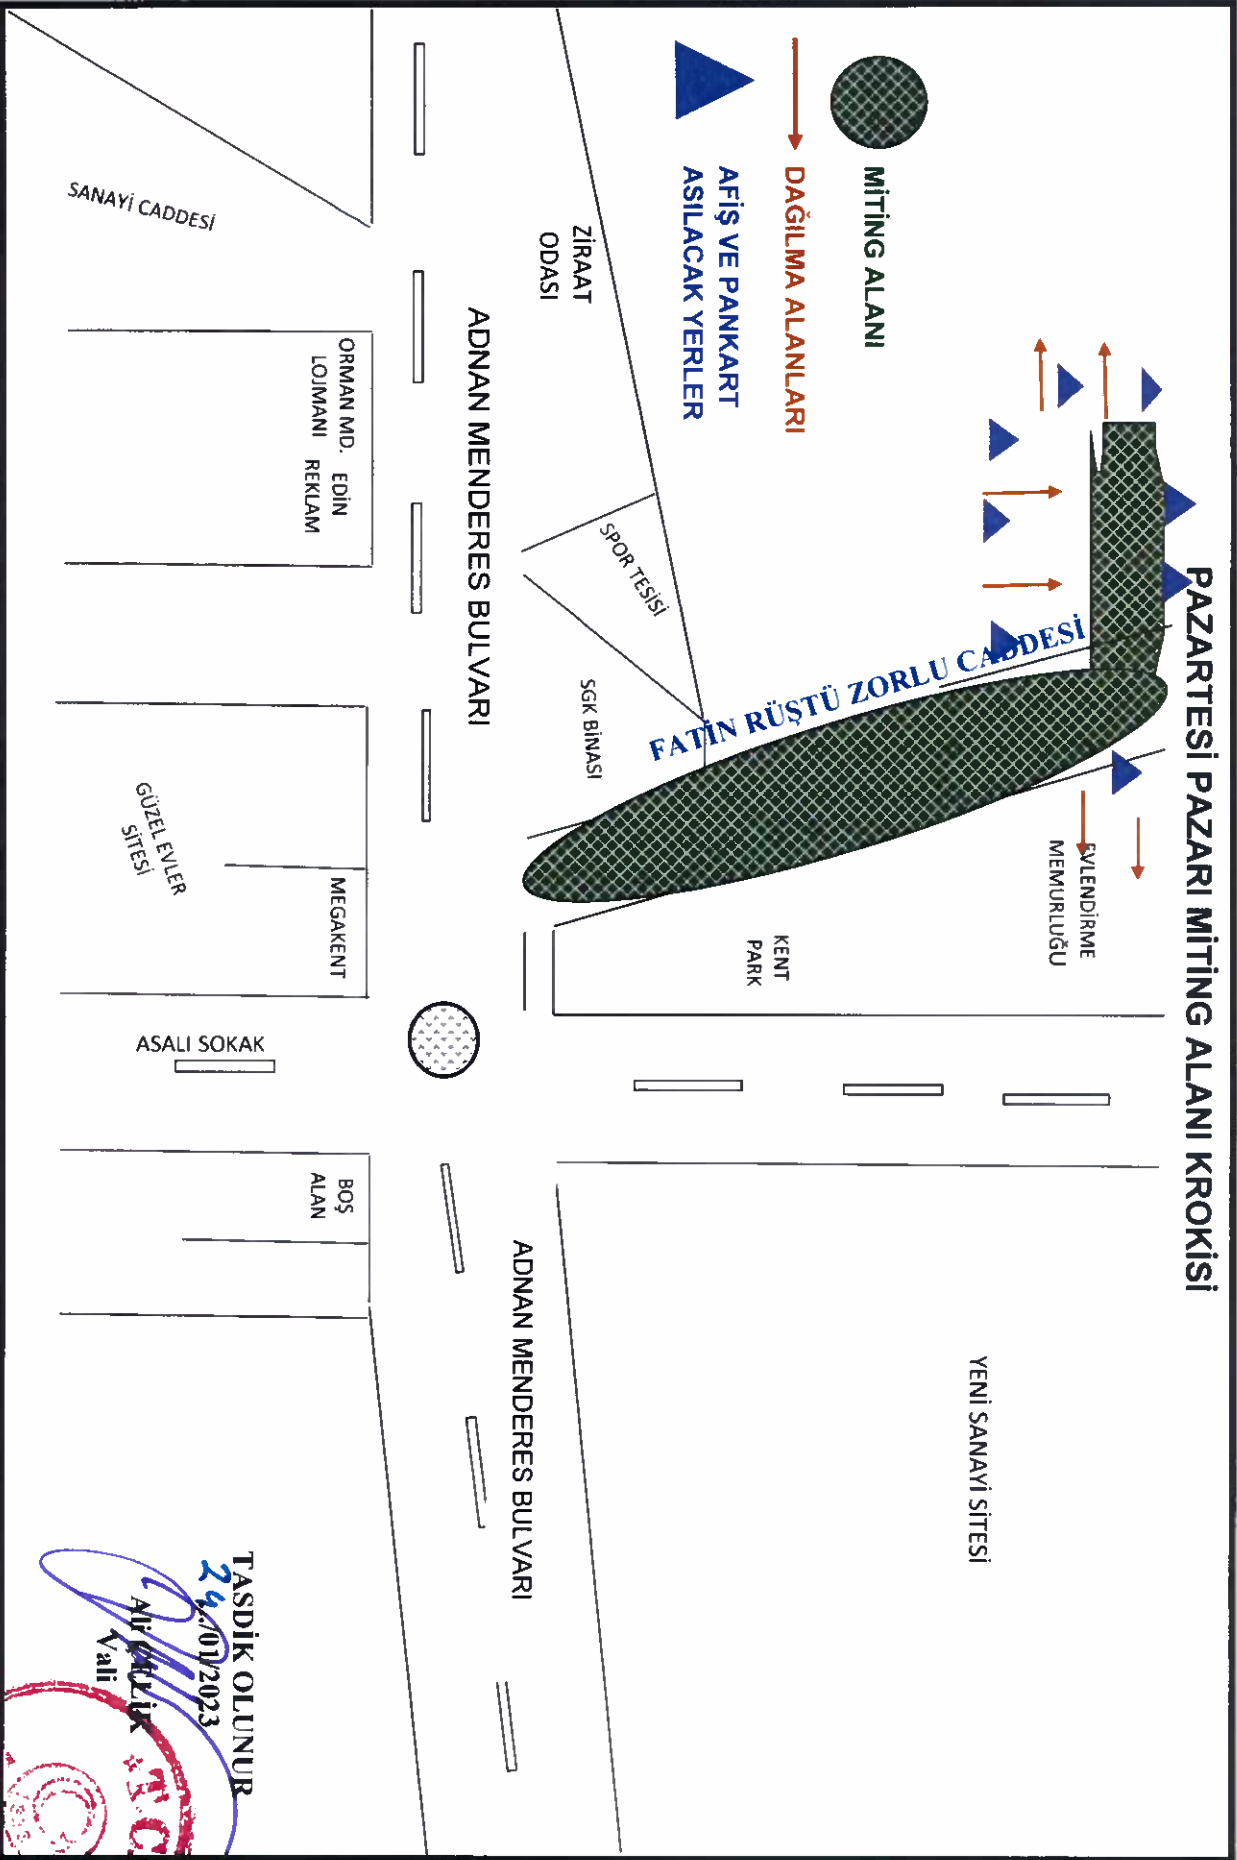 PAZARTESİ PAZARI MİTİNG ALANI KROKİSİ
MİTİNG ALANI
DAĞILMA ALANLARI
AFİŞ VE PANKART
ASILACAK YERLER
FATİN RÜŞTÜ ZORLU CADDESİ
EVLENDİRME
MEMURLUĞU
YENİ SANAYİ SİTESİ
KENT
PARK
ZİRAAT
ODASI
SPOR TESİSİ
SGK BİNASI
ADNAN MENDERES BULVARI
ADNAN MENDERES BULVARI
ORMAN MD.
LOJMANI
EDİN
REKLAM
MEGAKENT
BOŞ
ALAN
SANAYİ CADDESİ
GÜZEL EVLER
SİTESİ
ASALI SOKAK
TASDİK OLUNUR
24../01/2023
Ali ÇELİK
Vali
T.C.